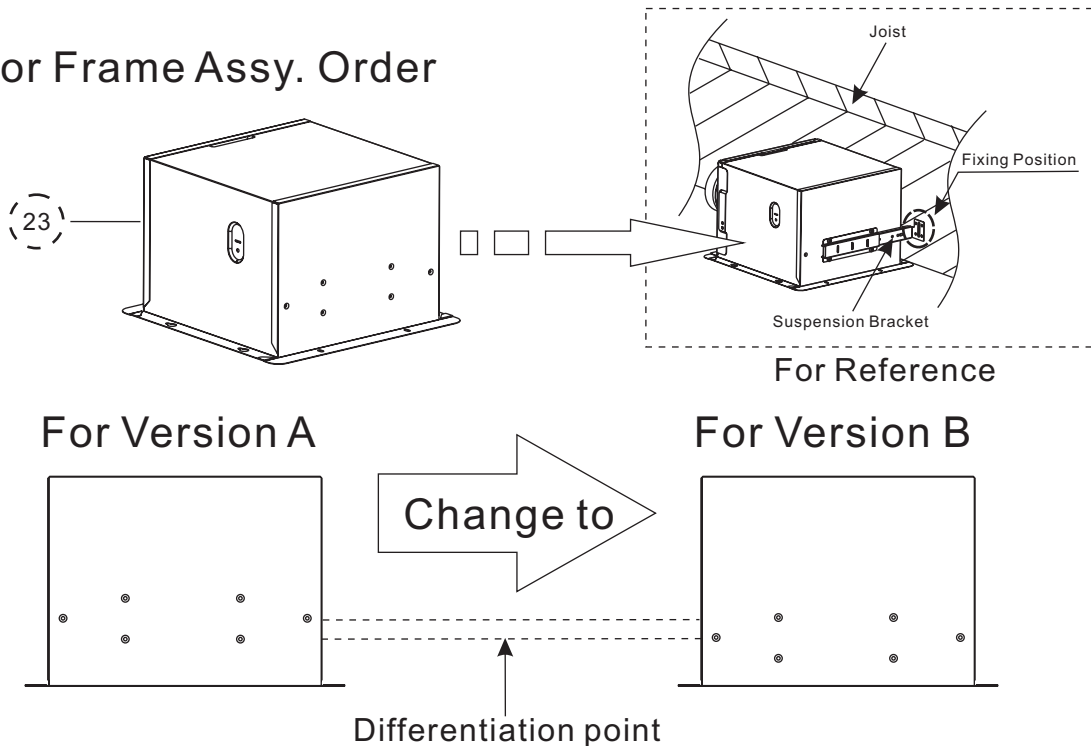 Joist
or Frame Assy. Order
Fixing Position
23
Suspension Bracket
For Reference
For Version A
For Version B
Change to
Differentiation point